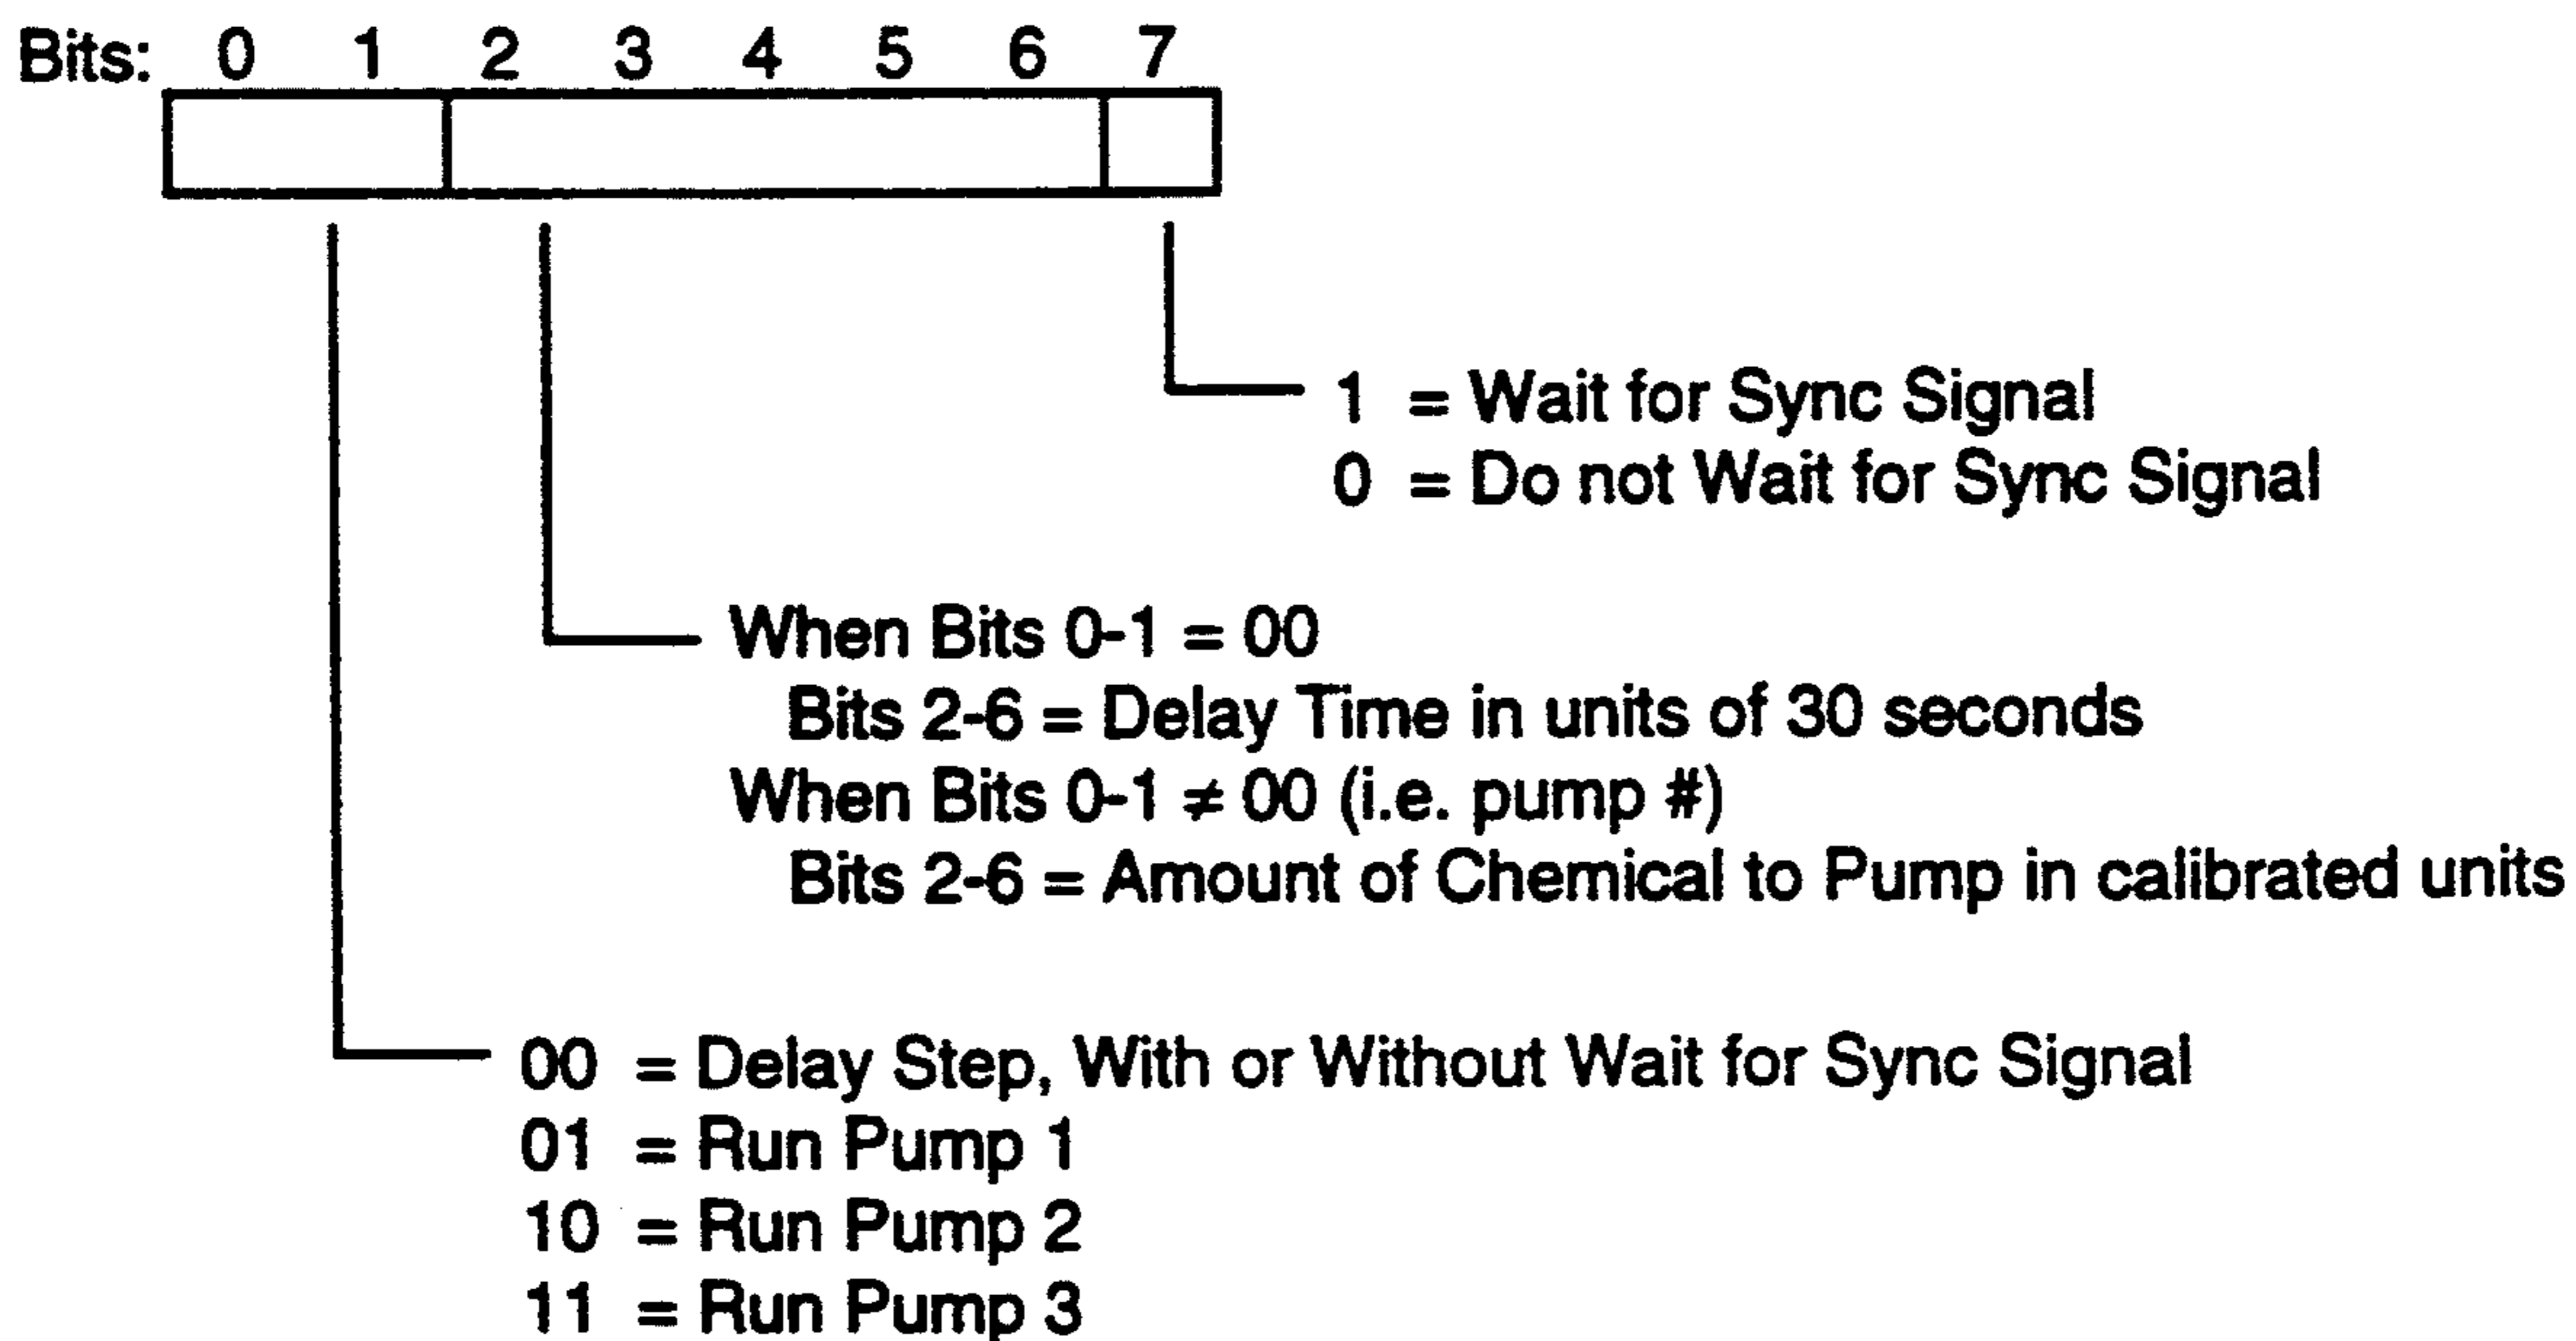 Bits: 0 1 2 3 4 5 6 7
1 = Wait for Sync Signal
0 = Do not Wait for Sync Signal
When Bits 0-1 = 00
Bits 2-6 = Delay Time in units of 30 seconds
When Bits 0-1 ≠ 00 (i.e. pump #)
Bits 2-6 = Amount of Chemical to Pump in calibrated units
00 = Delay Step, With or Without Wait for Sync Signal
01 = Run Pump 1
10 = Run Pump 2
11 = Run Pump 3